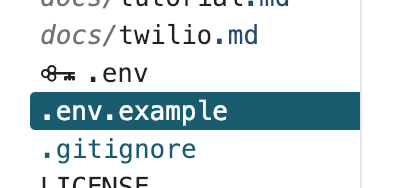 docs/tutorial.md
docs/twilio.md
.env
.env.example
.gitignore
LICENSE